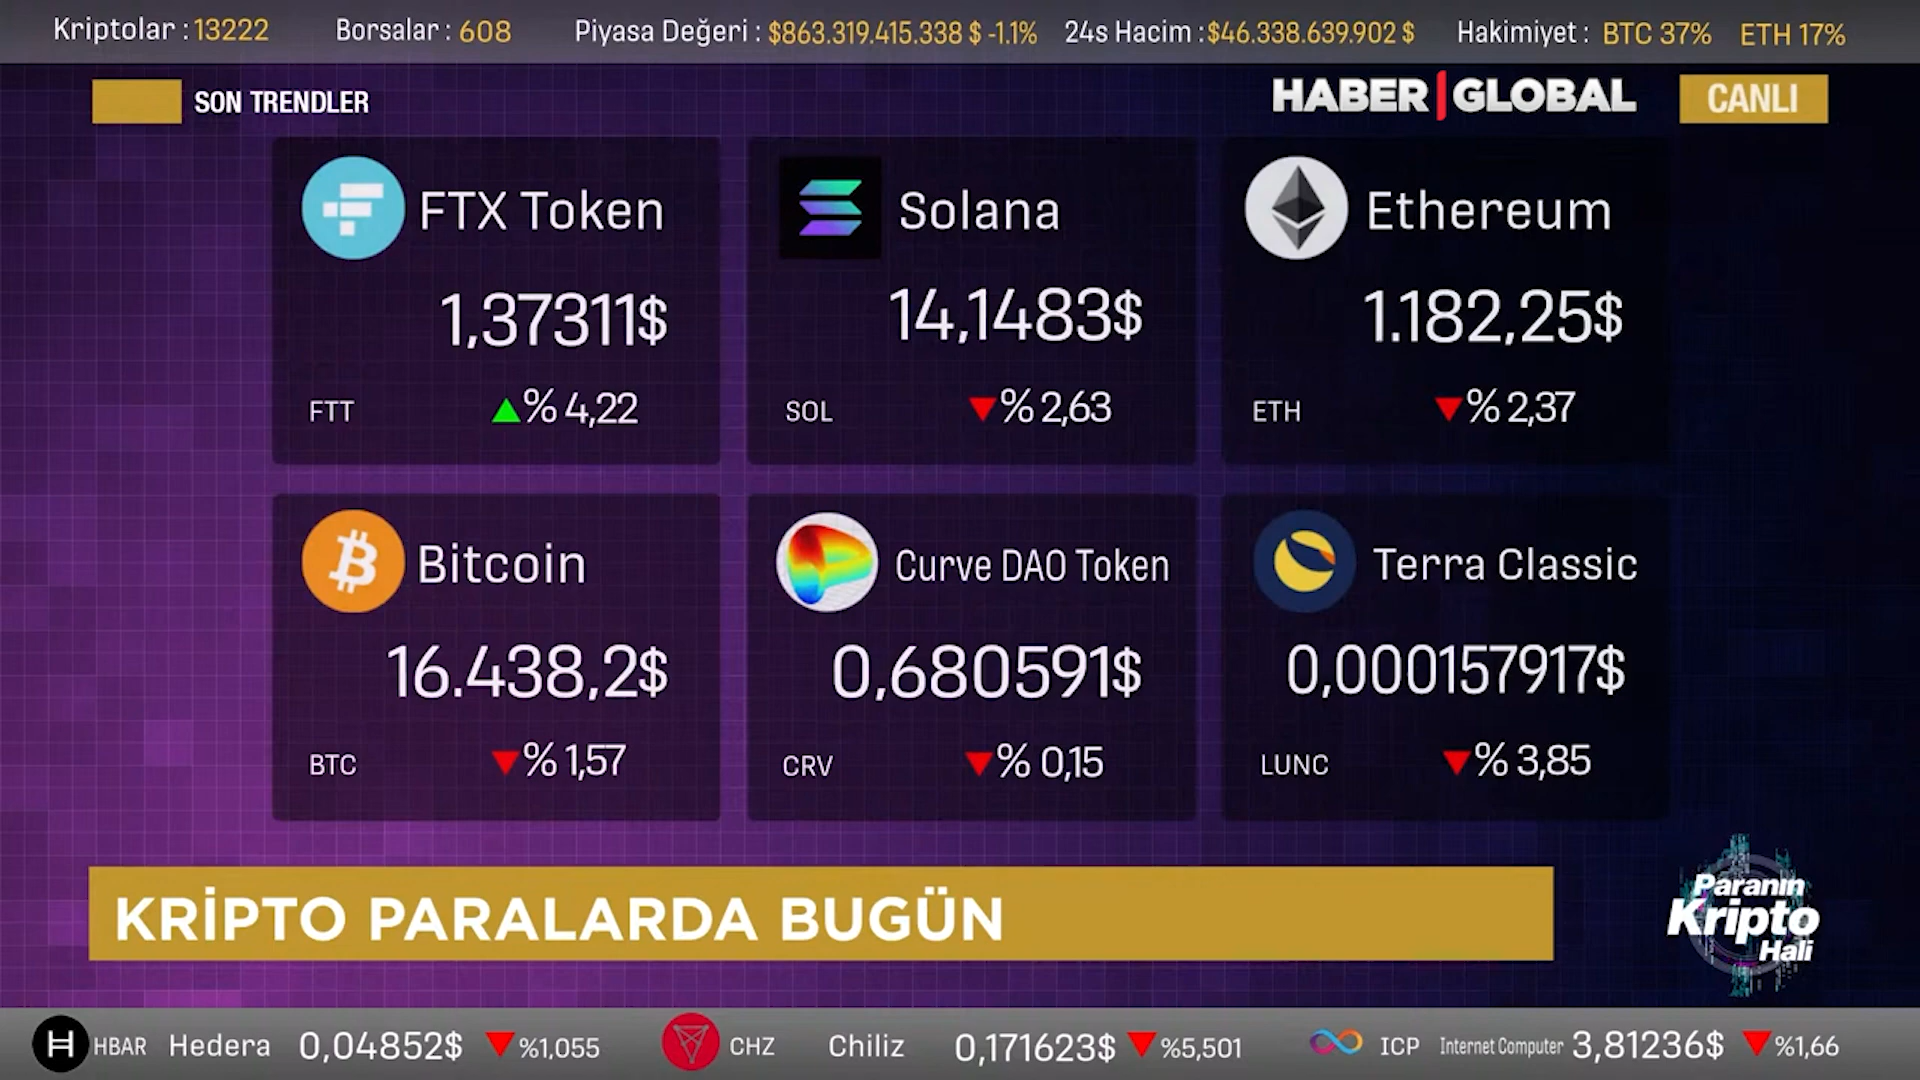 Kriptolar : 13222 Borsalar : 608 Piyasa Değeri : $863.319.415.338 $ -1.1% 24s Hacim : $46.338.639.902 $ Hakimiyet : BTC 37% ETH 17%
SON TRENDLER
HABER GLOBAL
CANLI
FTX Token
1,37311$
FTT % 4,22
Solana
14,1483$
SOL % 2,63
Ethereum
1.182,25$
ETH % 2,37
Bitcoin
16.438,2$
BTC % 1,57
Curve DAO Token
0,680591$
CRV % 0,15
Terra Classic
0,000157917$
LUNC % 3,85
KRİPTO PARALARDA BUGÜN
Paranın
Kripto
Hali
HBAR Hedera 0,04852$ %1,055 CHZ Chiliz 0,171623$ %5,501 ICP Internet Computer 3,81236$ %1,66